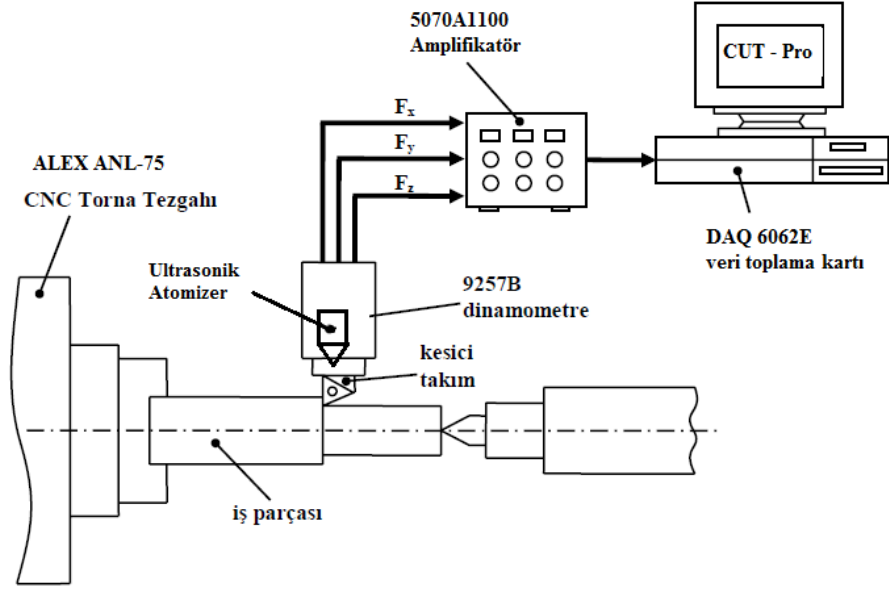 5070A1100
Amplifikatör
CUT - Pro
Fx
Fy
Fz
ALEX ANL-75
CNC Torna Tezgahı
DAQ 6062E
veri toplama kartı
Ultrasonik
Atomizer
9257B
dinamometre
kesici
takım
iş parçası